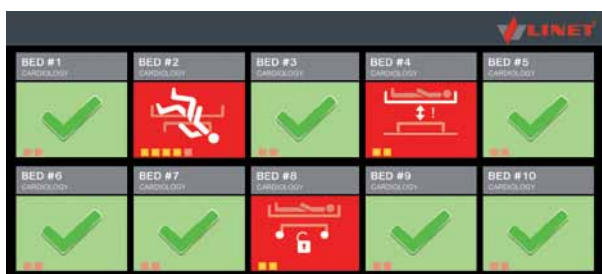 LINET
BED #1
CARDIOLOGY
BED #2
CARDIOLOGY
BED #3
CARDIOLOGY
BED #4
CARDIOLOGY
BED #5
CARDIOLOGY
!
BED #6
CARDIOLOGY
BED #7
CARDIOLOGY
BED #8
CARDIOLOGY
BED #9
CARDIOLOGY
BED #10
CARDIOLOGY